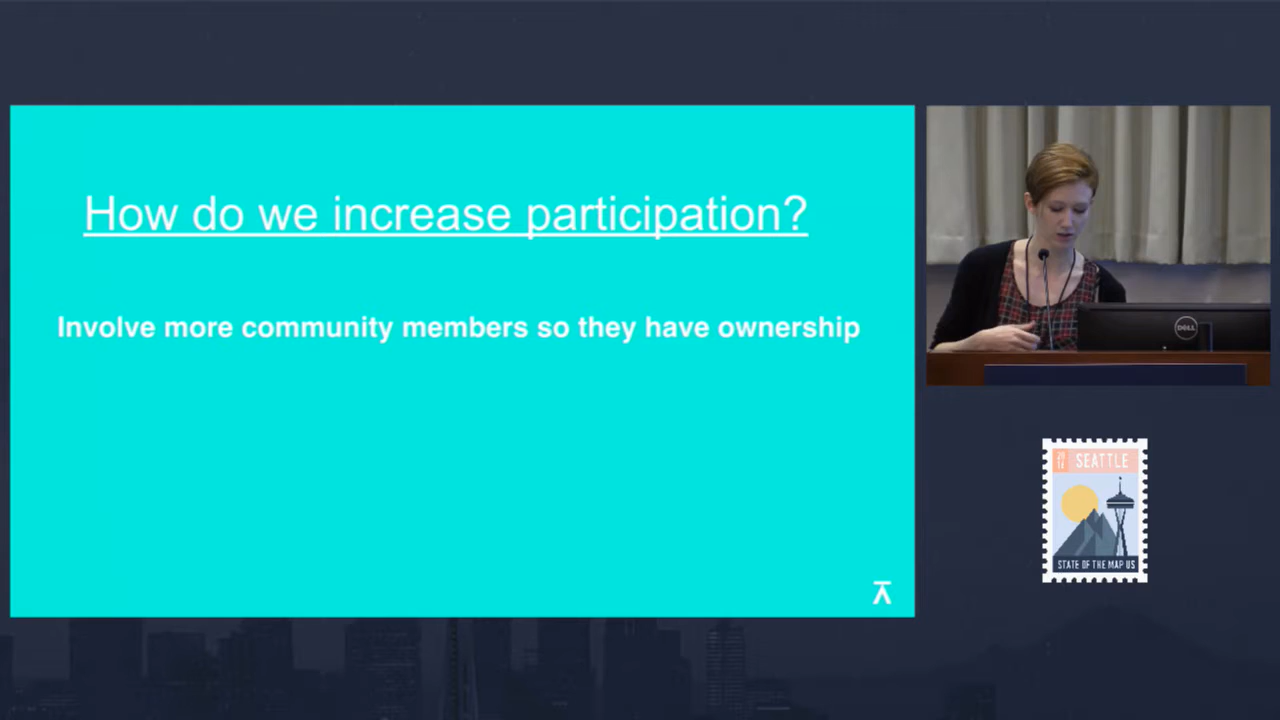 How do we increase participation?
Involve more community members so they have ownership
DELL
2016 SEATTLE
STATE OF THE MAP US